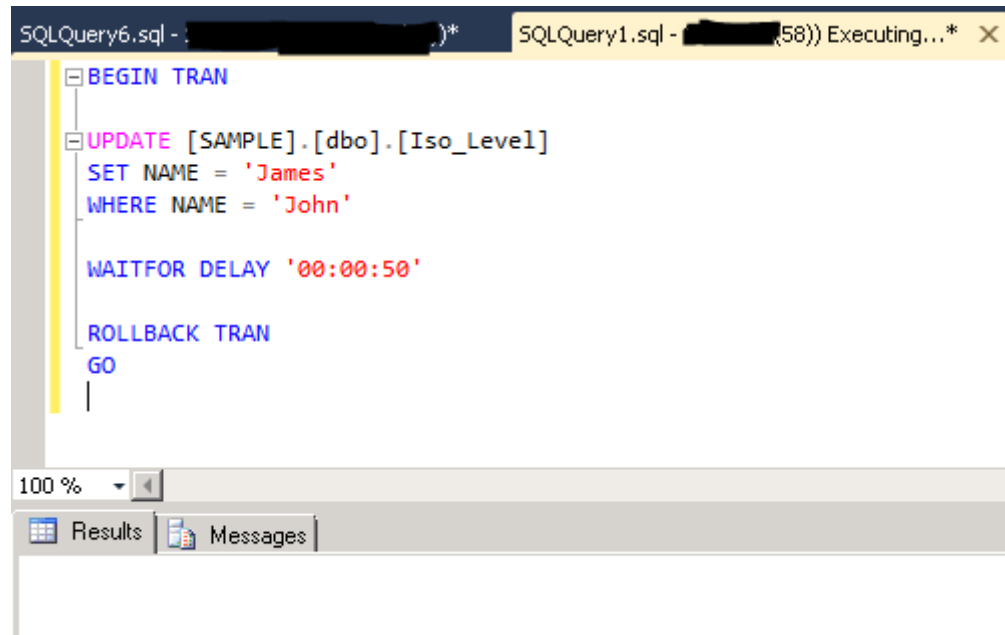 SQLQuery6.sql - )* SQLQuery1.sql - (58)) Executing...*
BEGIN TRAN
UPDATE [SAMPLE].[dbo].[Iso_Level]
SET NAME = 'James'
WHERE NAME = 'John'
WAITFOR DELAY '00:00:50'
ROLLBACK TRAN
GO
100 %
Results Messages